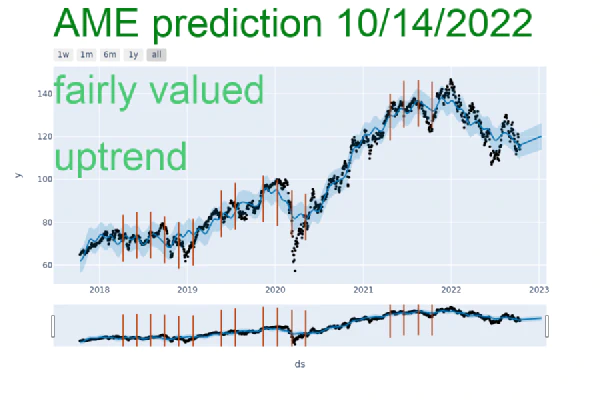 AME prediction 10/14/2022
1w 1m 6m 1y all
fairly valued
uptrend
140
120
100
80
60
y
2018 2019 2020 2021 2022 2023
ds